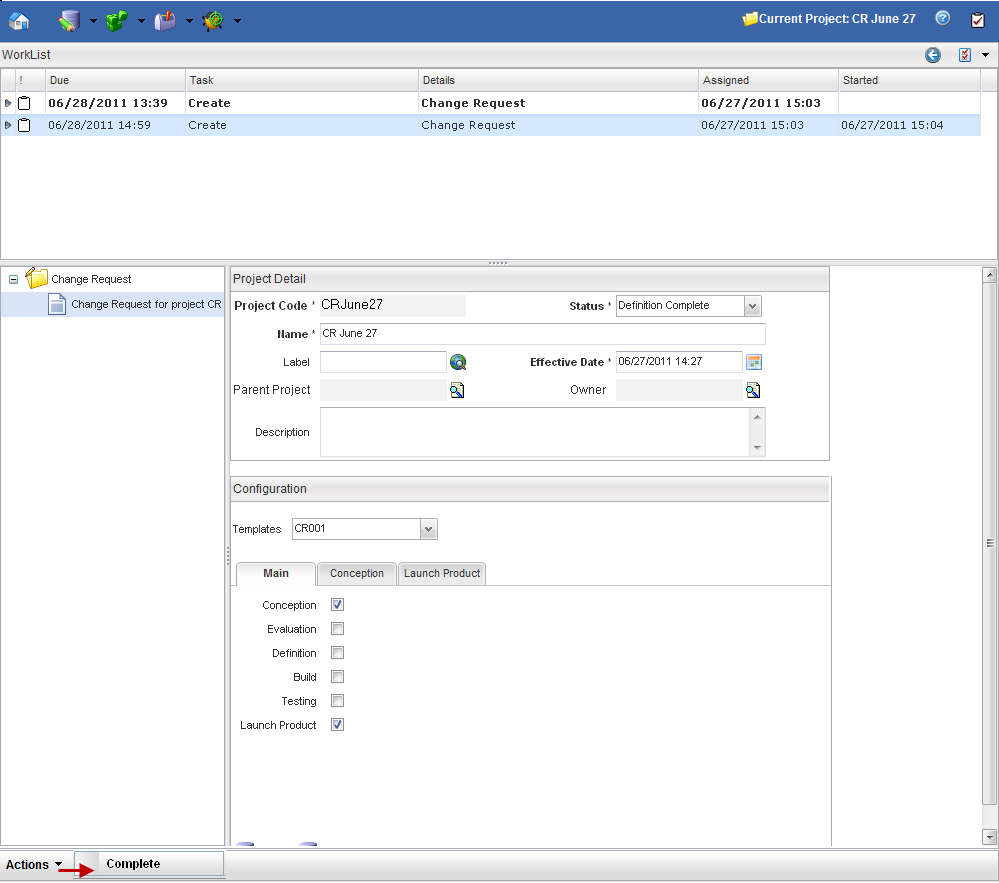 Current Project: CR June 27
WorkList
! Due Task Details Assigned Started
06/28/2011 13:39 Create Change Request 06/27/2011 15:03
06/28/2011 14:59 Create Change Request 06/27/2011 15:03 06/27/2011 15:04
Change Request
Change Request for project CR
Project Detail
Project Code * CRJune27 Status * Definition Complete
Name * CR June 27
Label Effective Date * 06/27/2011 14:27
Parent Project Owner
Description
Configuration
Templates CR001
Main Conception Launch Product
Conception
Evaluation
Definition
Build
Testing
Launch Product
Actions Complete